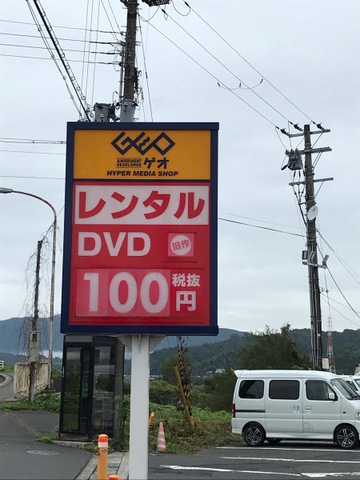 GEO
AMUSEMENT
DEVELOPER
ゲオ
HYPER MEDIA SHOP
レンタル
DVD 旧作
100 税抜
円